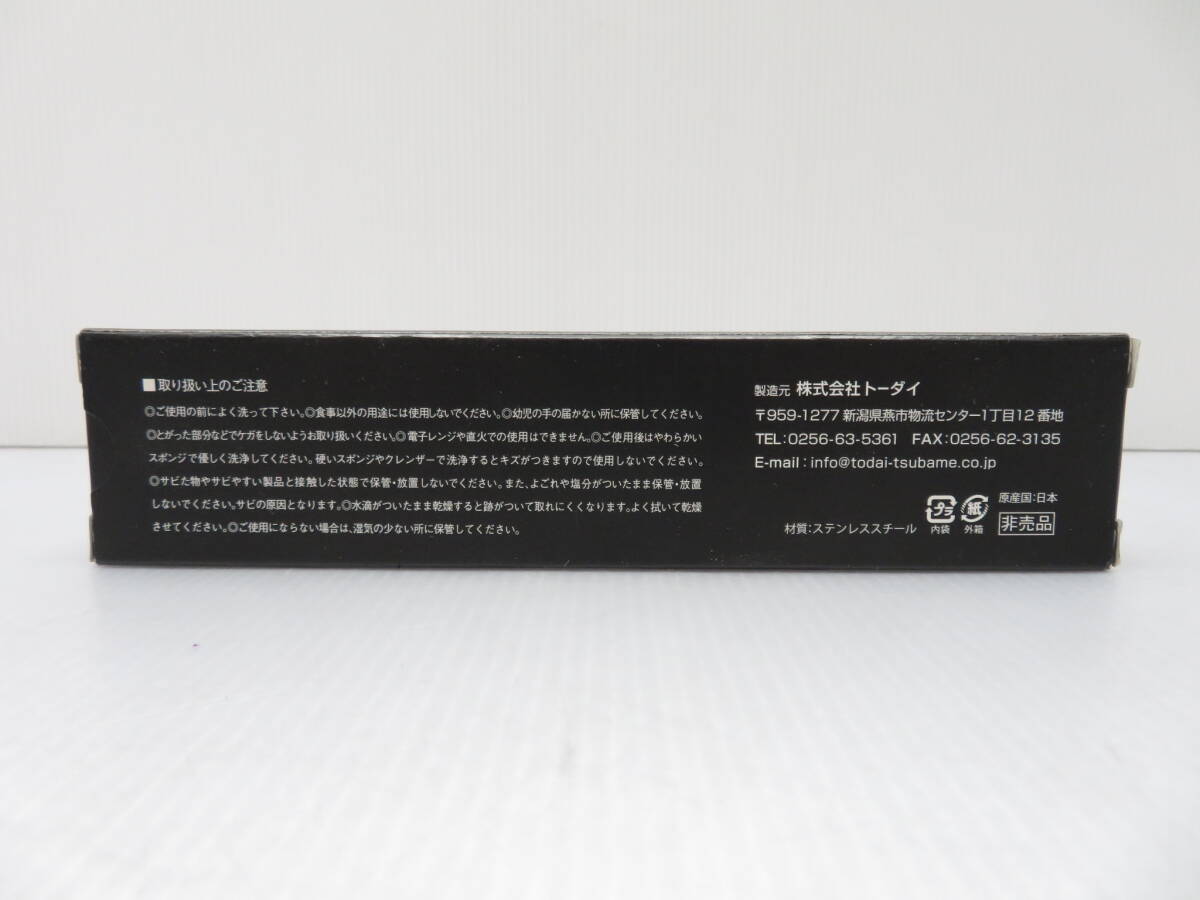 ■取り扱い上のご注意
◎ご使用の前によく洗って下さい。◎食事以外の用途には使用しないでください。◎幼児の手の届かない所に保管してください。
◎とがった部分などでケガをしないようお取り扱いください。◎電子レンジや直火での使用はできません。◎ご使用後はやわらかい
スポンジで優しく洗浄してください。硬いスポンジやクレンザーで洗浄するとキズがつきますので使用しないでください。
◎サビた物やサビやすい製品と接触した状態で保管・放置しないでください。また、よごれや塩分がついたまま保管・放置
しないでください。サビの原因となります。◎水滴がついたまま乾燥すると跡がついて取れにくくなります。よく拭いて乾燥
させてください。◎ご使用にならない場合は、湿気の少ない所に保管してください。
製造元 株式会社トーダイ
〒959-1277 新潟県燕市物流センター1丁目12番地
TEL:0256-63-5361 FAX:0256-62-3135
E-mail:info@todai-tsubame.co.jp
材質:ステンレススチール
プラ
内袋
紙
外箱
原産国:日本
非売品